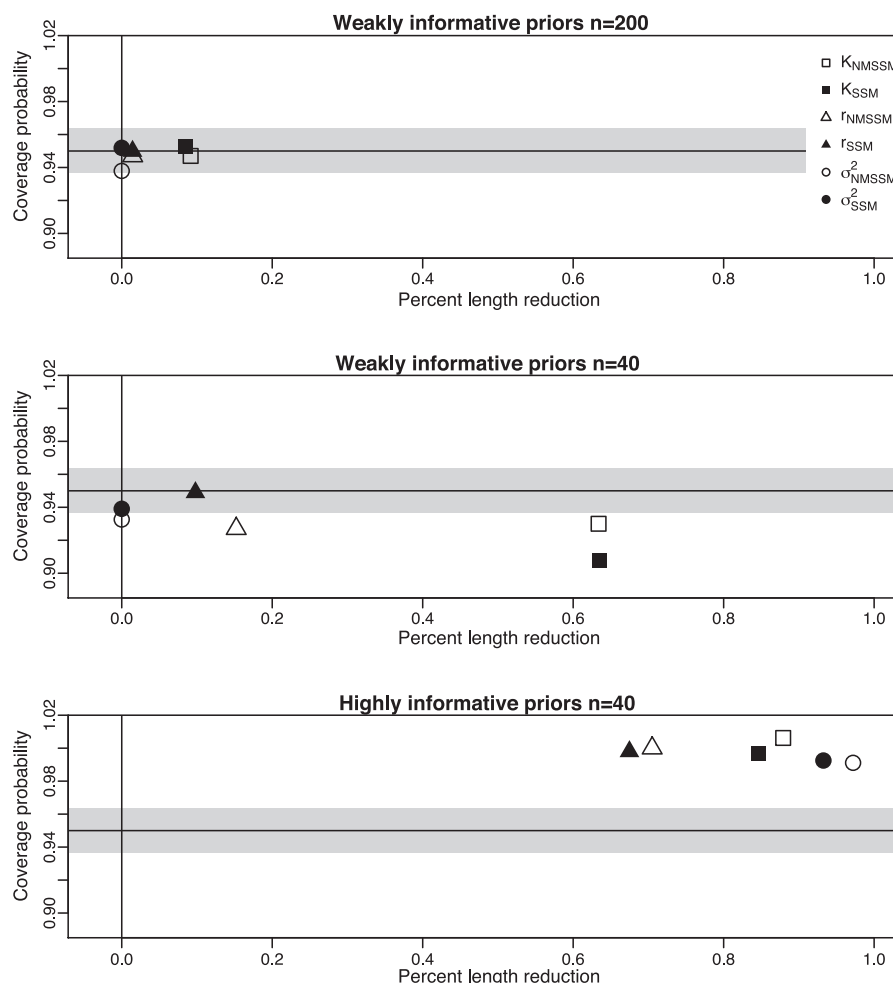 Weakly informative priors n=200
Coverage probability
1.02
0.98
0.94
0.90
K_NMSSM
K_SSM
r_NMSSM
r_SSM
σ²_NMSSM
σ²_SSM
0.0 0.2 0.4 0.6 0.8 1.0
Percent length reduction
Weakly informative priors n=40
Coverage probability
1.02
0.98
0.94
0.90
0.0 0.2 0.4 0.6 0.8 1.0
Percent length reduction
Highly informative priors n=40
Coverage probability
1.02
0.98
0.94
0.90
0.0 0.2 0.4 0.6 0.8 1.0
Percent length reduction